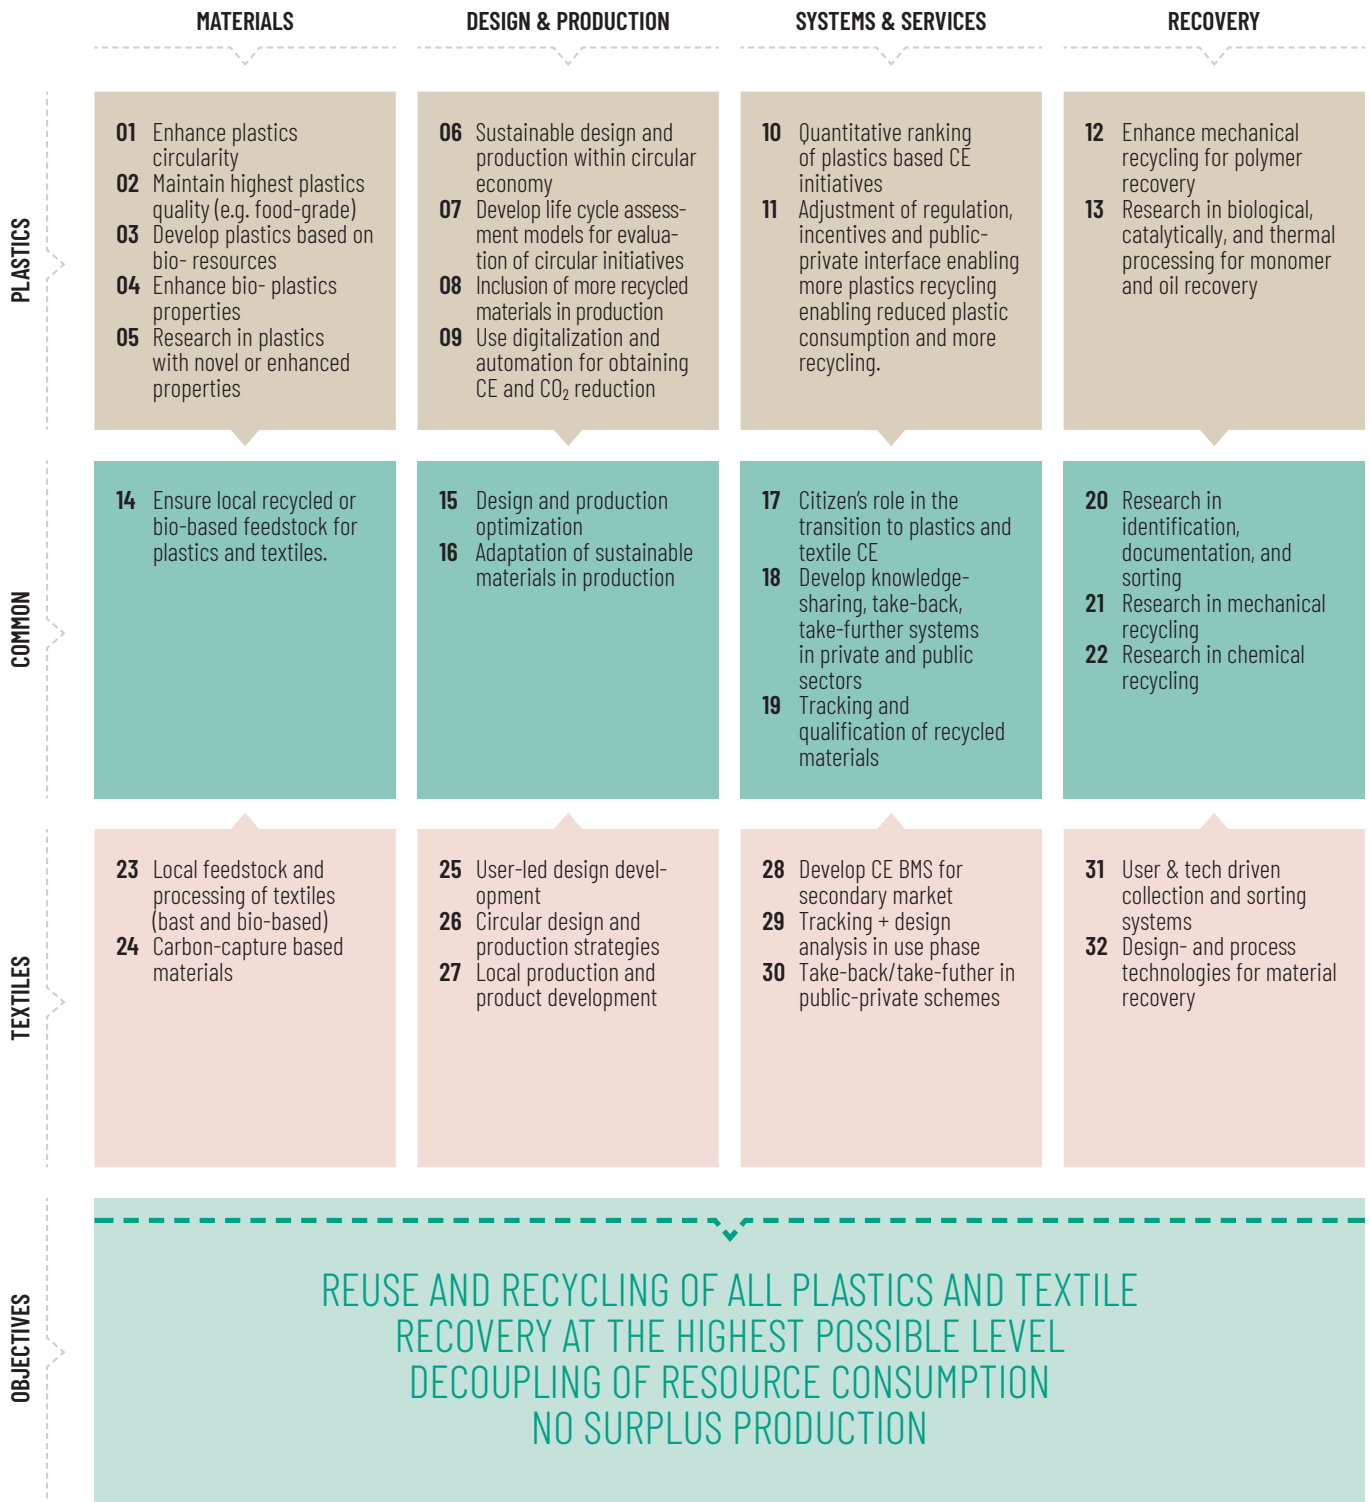 MATERIALS
DESIGN & PRODUCTION
SYSTEMS & SERVICES
RECOVERY
PLASTICS
01 Enhance plastics
circularity
02 Maintain highest plastics
quality (e.g. food-grade)
03 Develop plastics based on
bio- resources
04 Enhance bio- plastics
properties
05 Research in plastics
with novel or enhanced
properties
06 Sustainable design and
production within circular
economy
07 Develop life cycle assess-
ment models for evalua-
tion of circular initiatives
08 Inclusion of more recycled
materials in production
09 Use digitalization and
automation for obtaining
CE and CO₂ reduction
10 Quantitative ranking
of plastics based CE
initiatives
11 Adjustment of regulation,
incentives and public-
private interface enabling
more plastics recycling
enabling reduced plastic
consumption and more
recycling.
12 Enhance mechanical
recycling for polymer
recovery
13 Research in biological,
catalytically, and thermal
processing for monomer
and oil recovery
COMMON
14 Ensure local recycled or
bio-based feedstock for
plastics and textiles.
15 Design and production
optimization
16 Adaptation of sustainable
materials in production
17 Citizen's role in the
transition to plastics and
textile CE
18 Develop knowledge-
sharing, take-back,
take-further systems
in private and public
sectors
19 Tracking and
qualification of recycled
materials
20 Research in
identification,
documentation, and
sorting
21 Research in mechanical
recycling
22 Research in chemical
recycling
TEXTILES
23 Local feedstock and
processing of textiles
(bast and bio-based)
24 Carbon-capture based
materials
25 User-led design devel-
opment
26 Circular design and
production strategies
27 Local production and
product development
28 Develop CE BMS for
secondary market
29 Tracking + design
analysis in use phase
30 Take-back/take-futher in
public-private schemes
31 User & tech driven
collection and sorting
systems
32 Design- and process
technologies for material
recovery
OBJECTIVES
REUSE AND RECYCLING OF ALL PLASTICS AND TEXTILE
RECOVERY AT THE HIGHEST POSSIBLE LEVEL
DECOUPLING OF RESOURCE CONSUMPTION
NO SURPLUS PRODUCTION